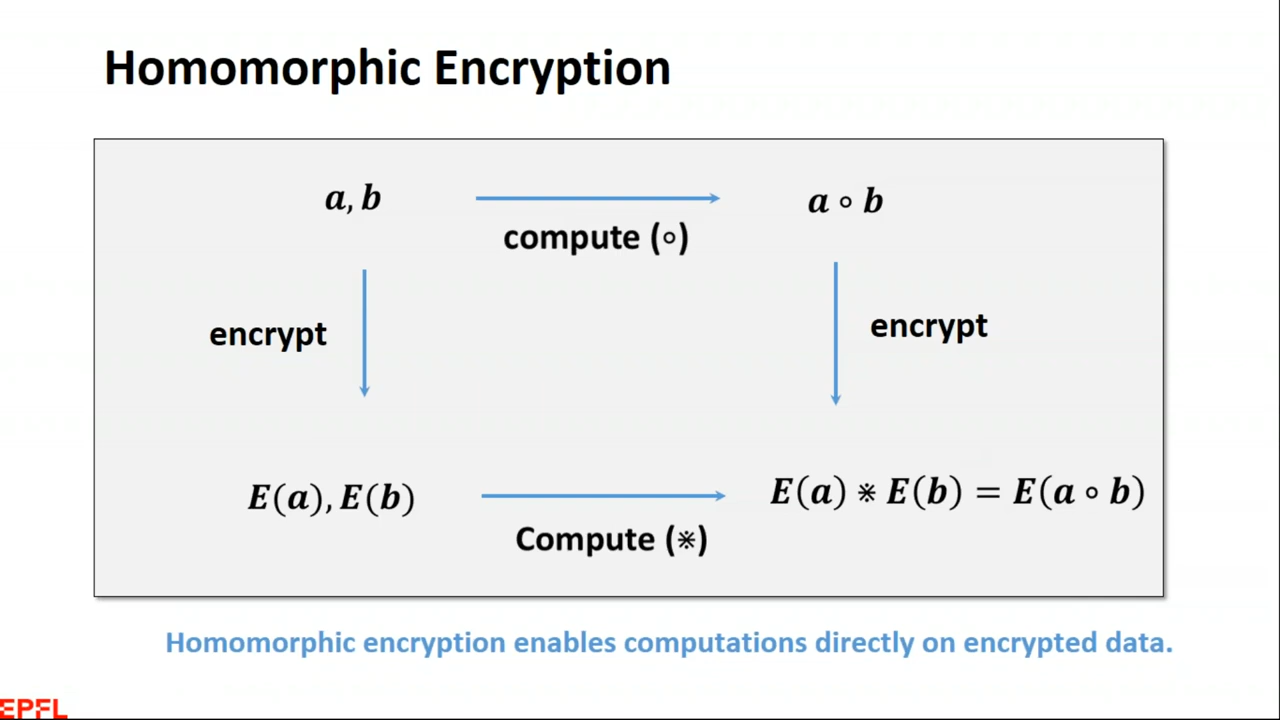 Homomorphic Encryption
a, b
a ∘ b
compute (∘)
encrypt
encrypt
E(a), E(b)
E(a) ⋇ E(b) = E(a ∘ b)
Compute (⋇)
Homomorphic encryption enables computations directly on encrypted data.
EPFL